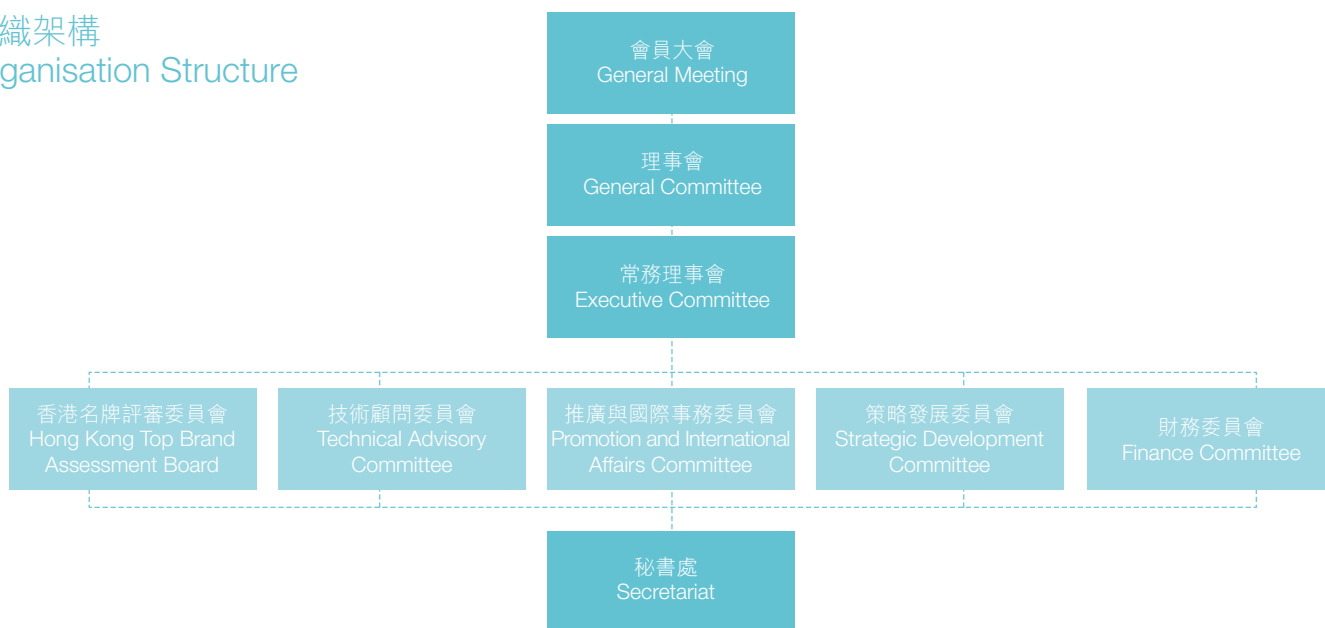 織架構
ganisation Structure
會員大會
General Meeting
理事會
General Committee
常務理事會
Executive Committee
香港名牌評審委員會
Hong Kong Top Brand
Assessment Board
技術顧問委員會
Technical Advisory
Committee
推廣與國際事務委員會
Promotion and International
Affairs Committee
策略發展委員會
Strategic Development
Committee
財務委員會
Finance Committee
秘書處
Secretariat